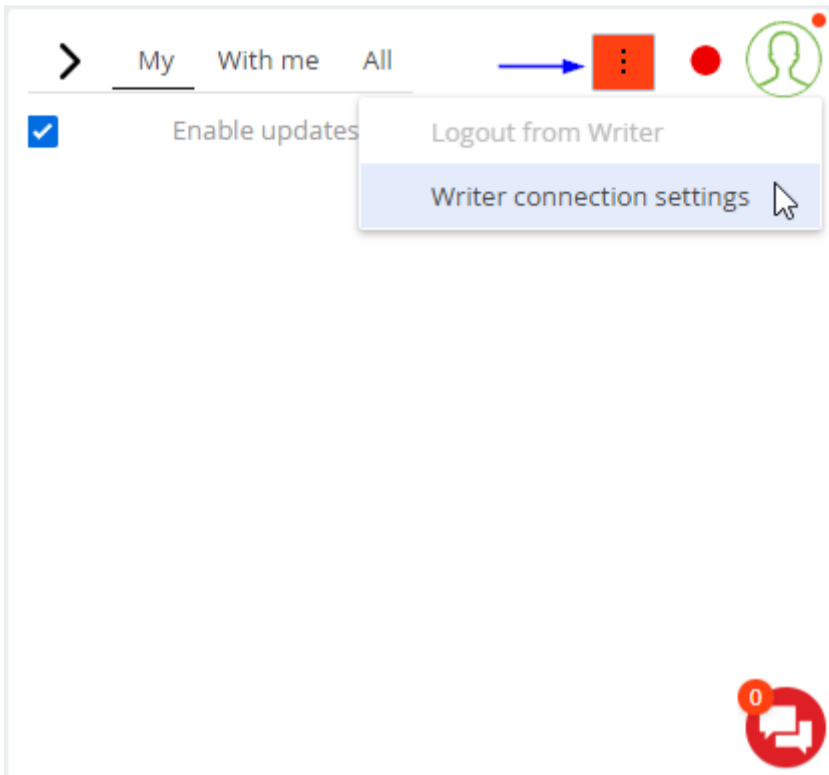 My With me All
Enable updates
Logout from Writer
Writer connection settings
0